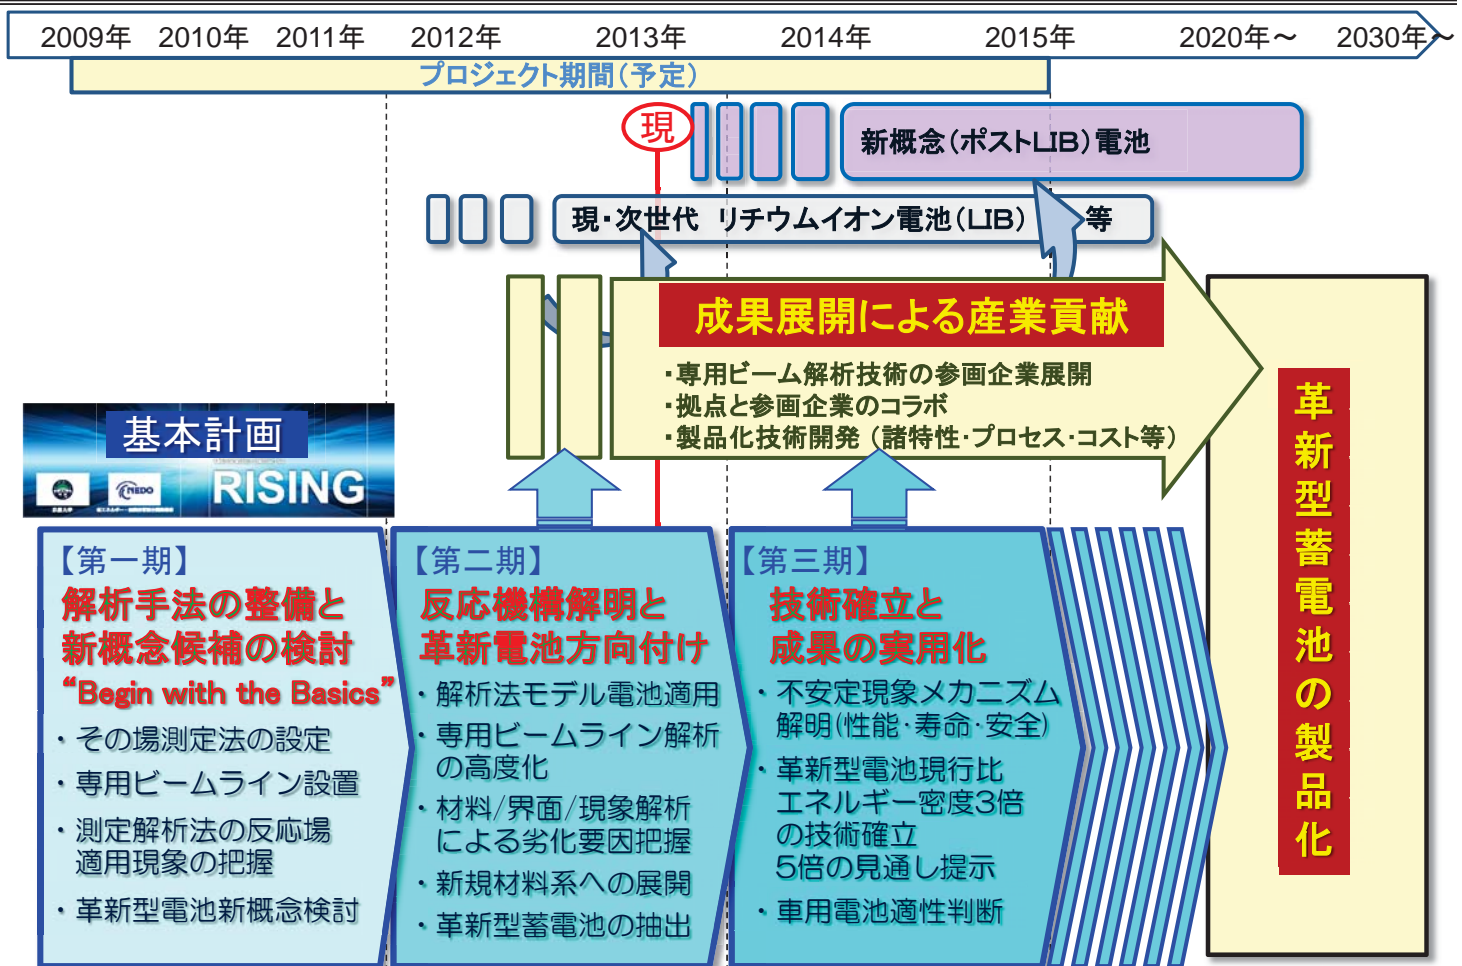 2009年 2010年 2011年 2012年 2013年 2014年 2015年 2020年～ 2030年～
プロジェクト期間(予定)
現
新概念(ポストLIB)電池
現・次世代 リチウムイオン電池(LIB) 等
成果展開による産業貢献
・専用ビーム解析技術の参画企業展開
・拠点と参画企業のコラボ
・製品化技術開発 (諸特性・プロセス・コスト等)
革新型蓄電池の製品化
基本計画
RISING
NEDO
【第一期】
解析手法の整備と
新概念候補の検討
“Begin with the Basics”
・その場測定法の設定
・専用ビームライン設置
・測定解析法の反応場
適用現象の把握
・革新型電池新概念検討
【第二期】
反応機構解明と
革新電池方向付け
・解析法モデル電池適用
・専用ビームライン解析
の高度化
・材料/界面/現象解析
による劣化要因把握
・新規材料系への展開
・革新型蓄電池の抽出
【第三期】
技術確立と
成果の実用化
・不安定現象メカニズム
解明(性能・寿命・安全)
・革新型電池現行比
エネルギー密度3倍
の技術確立
5倍の見通し提示
・車用電池適性判断